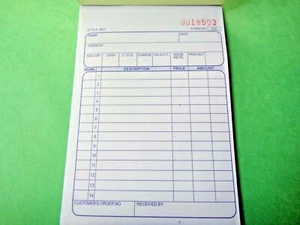 0018503
NAME
DATE
ADDRESS
SOLD BY CASH C.O.D. CHARGE ON ACCT. MDSE. RETD. PAID OUT
QUAN. DESCRIPTION PRICE AMOUNT
1
2
3
4
5
6
7
8
9
10
11
12
13
14
CUSTOMER'S ORDER NO. RECEIVED BY